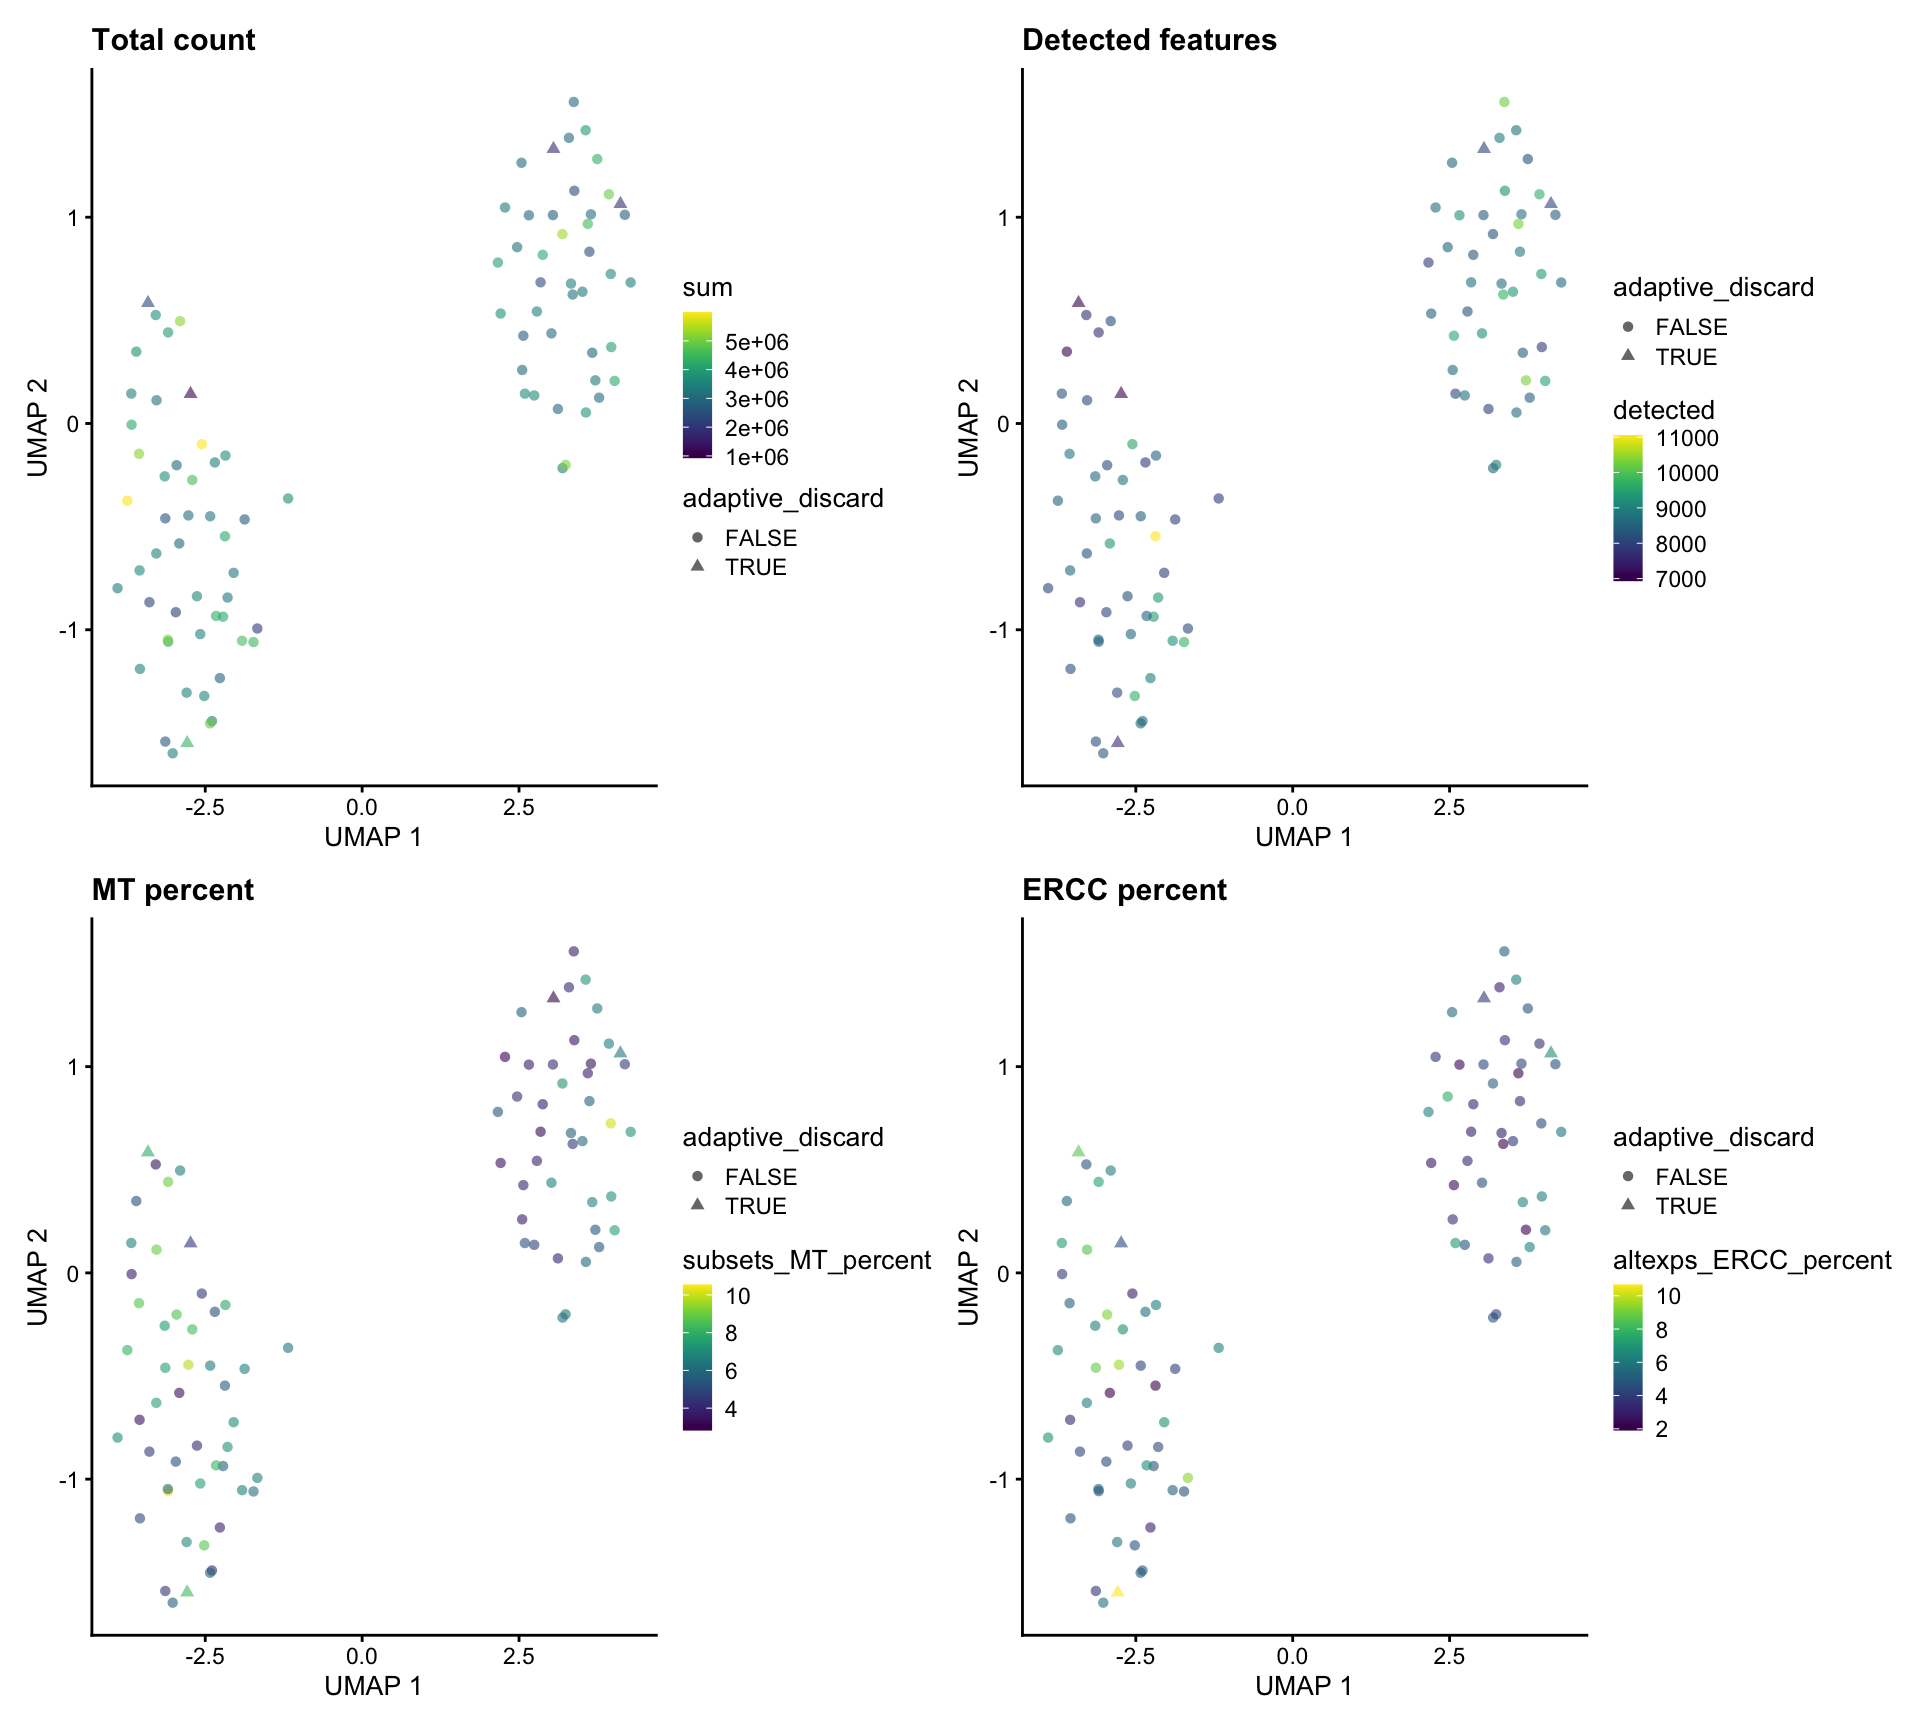 Total count
UMAP 2
1
0
-1
-2.5
0.0
2.5
UMAP 1
sum
5e+06
4e+06
3e+06
2e+06
1e+06
adaptive_discard
FALSE
TRUE
Detected features
UMAP 2
1
0
-1
-2.5
0.0
2.5
UMAP 1
adaptive_discard
FALSE
TRUE
detected
11000
10000
9000
8000
7000
MT percent
UMAP 2
1
0
-1
-2.5
0.0
2.5
UMAP 1
adaptive_discard
FALSE
TRUE
subsets_MT_percent
10
8
6
4
ERCC percent
UMAP 2
1
0
-1
-2.5
0.0
2.5
UMAP 1
adaptive_discard
FALSE
TRUE
altexps_ERCC_percent
10
8
6
4
2